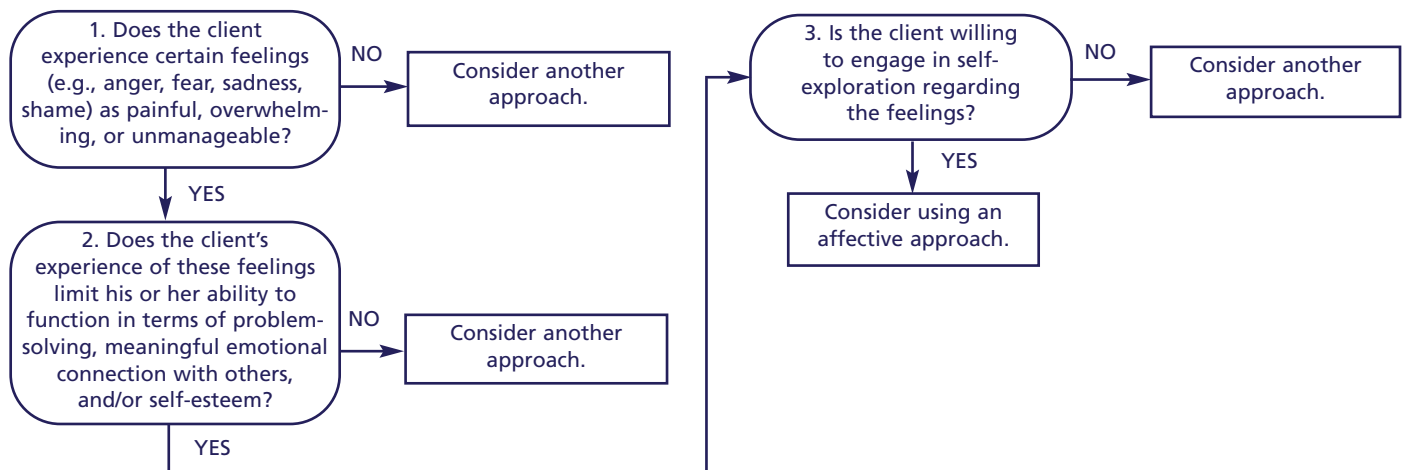 1. Does the client
experience certain feelings
(e.g., anger, fear, sadness,
shame) as painful, overwhelm-
ing, or unmanageable?
NO
Consider another
approach.
YES
2. Does the client’s
experience of these feelings
limit his or her ability to
function in terms of problem-
solving, meaningful emotional
connection with others,
and/or self-esteem?
NO
Consider another
approach.
YES
3. Is the client willing
to engage in self-
exploration regarding
the feelings?
NO
Consider another
approach.
YES
Consider using an
affective approach.